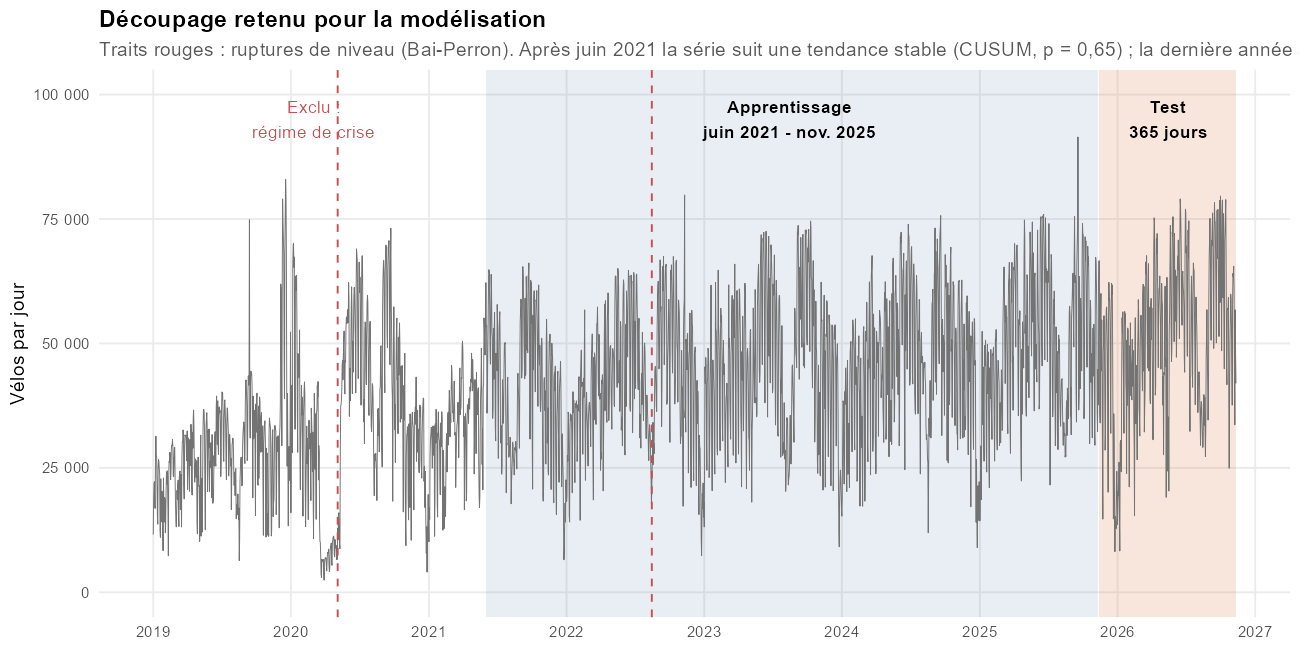 Découpage retenu pour la modélisation
Traits rouges : ruptures de niveau (Bai-Perron). Après juin 2021 la série suit une tendance stable (CUSUM, p = 0,65) ; la dernière année
Vélos par jour
100 000
75 000
50 000
25 000
0
Exclu :
régime de crise
Apprentissage
juin 2021 - nov. 2025
Test
365 jours
2019
2020
2021
2022
2023
2024
2025
2026
2027